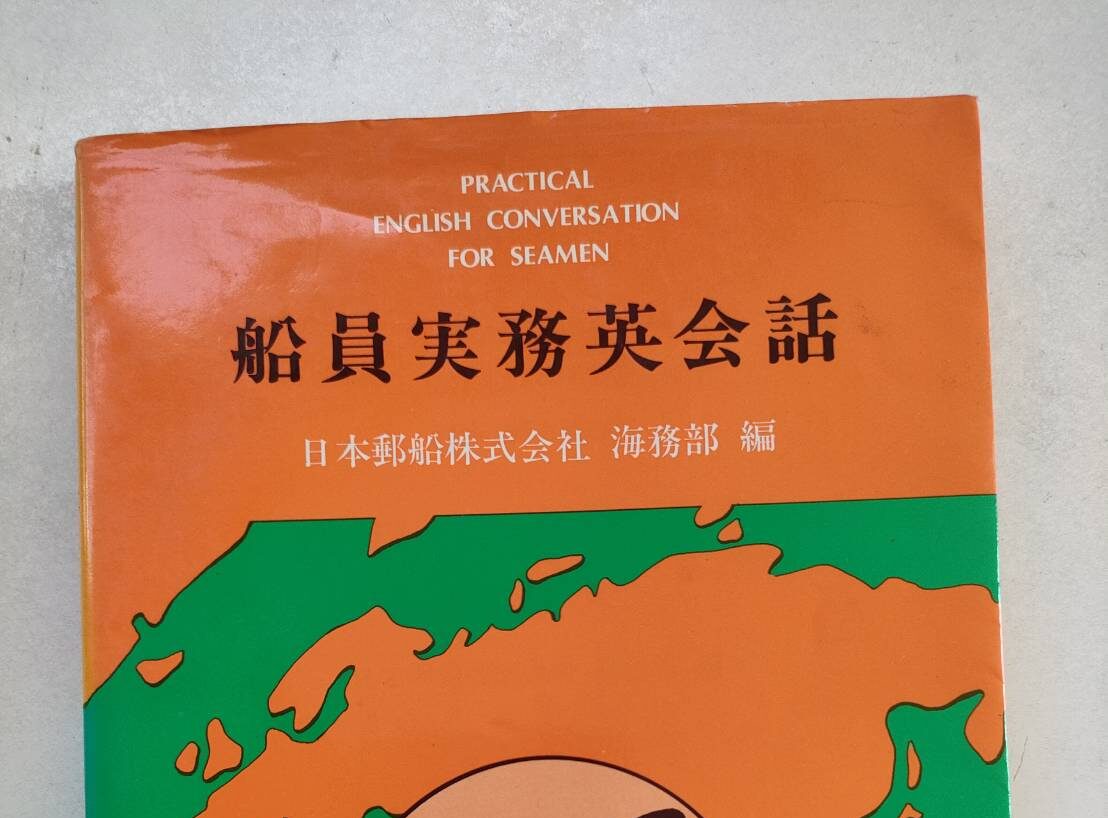 PRACTICAL
ENGLISH CONVERSATION
FOR SEAMEN
船員実務英会話
日本郵船株式会社 海務部 編